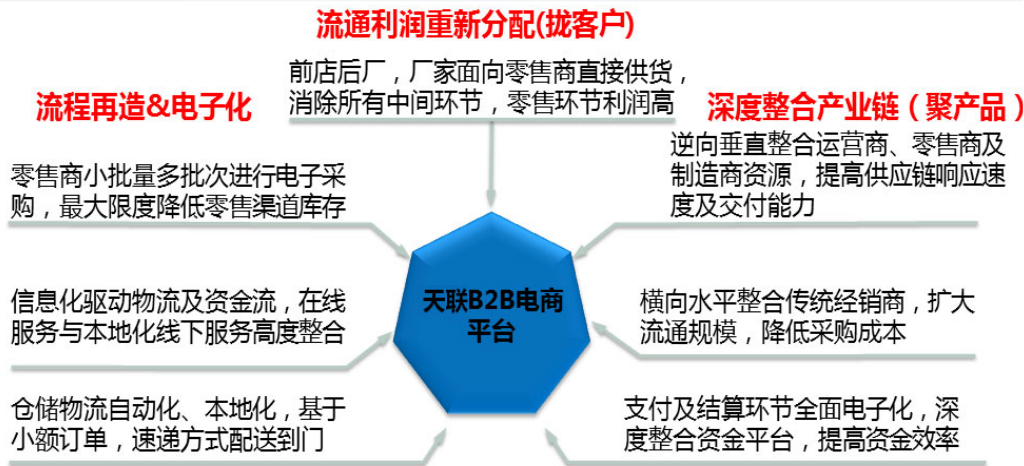 流通利润重新分配(拢客户)
前店后厂，厂家面向零售商直接供货，
消除所有中间环节，零售环节利润高
流程再造&电子化
零售商小批量多批次进行电子采
购，最大限度降低零售渠道库存
信息化驱动物流及资金流，在线
服务与本地化线下服务高度整合
仓储物流自动化、本地化，基于
小额订单，速递方式配送到门
天联B2B电商
平台
深度整合产业链（聚产品）
逆向垂直整合运营商、零售商及
制造商资源，提高供应链响应速
度及交付能力
横向水平整合传统经销商，扩大
流通规模，降低采购成本
支付及结算环节全面电子化，深
度整合资金平台，提高资金效率